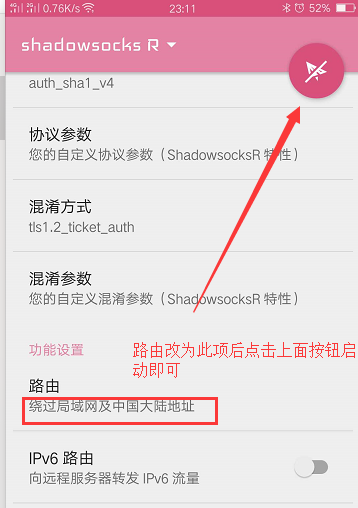 0.76K/s 23:11 52%
shadowsocks R
auth_sha1_v4
协议参数
您的自定义协议参数（ShadowsocksR 特性）
混淆方式
tls1.2_ticket_auth
混淆参数
您的自定义混淆参数（ShadowsocksR 特性）
功能设置
路由改为此项后点击上面按钮启
动即可
路由
绕过局域网及中国大陆地址
IPv6 路由
向远程服务器转发 IPv6 流量